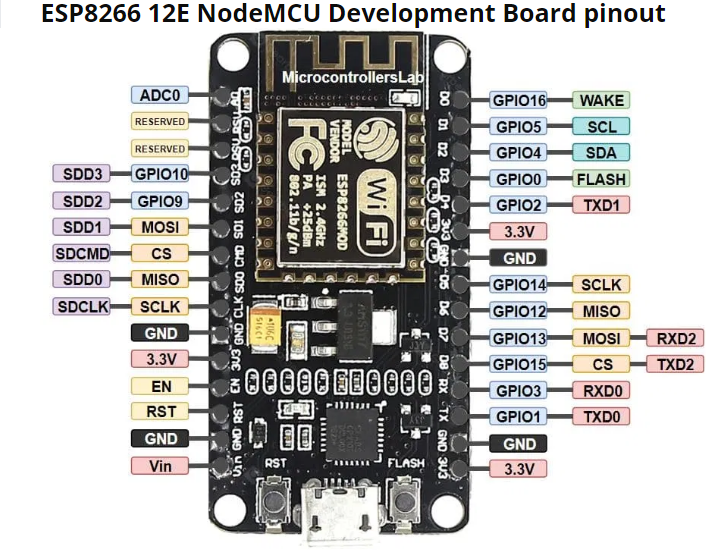 ESP8266 12E NodeMCU Development Board pinout
MicrocontrollersLab
ADC0
RESERVED
RESERVED
SDD3 GPIO10
SDD2 GPIO9
SDD1 MOSI
SDCMD CS
SDD0 MISO
SDCLK SCLK
GND
3.3V
EN
RST
GND
Vin
A0
RSV
RSV
SD3
SD2
SD1
CMD
SD0
CLK
GND
3V3
EN
RST
GND
Vin
MODEL
VENDOR
ESP8266MOD
FC
ISM 2.4GHz
PA +25dBm
802.11b/g/n
WiFi
D0
D1
D2
D3
D4
3V3
GND
D5
D6
D7
D8
RX
TX
GND
3V3
GPIO16 WAKE
GPIO5 SCL
GPIO4 SDA
GPIO0 FLASH
GPIO2 TXD1
3.3V
GND
GPIO14 SCLK
GPIO12 MISO
GPIO13 MOSI RXD2
GPIO15 CS TXD2
GPIO3 RXD0
GPIO1 TXD0
GND
3.3V
RST
FLASH